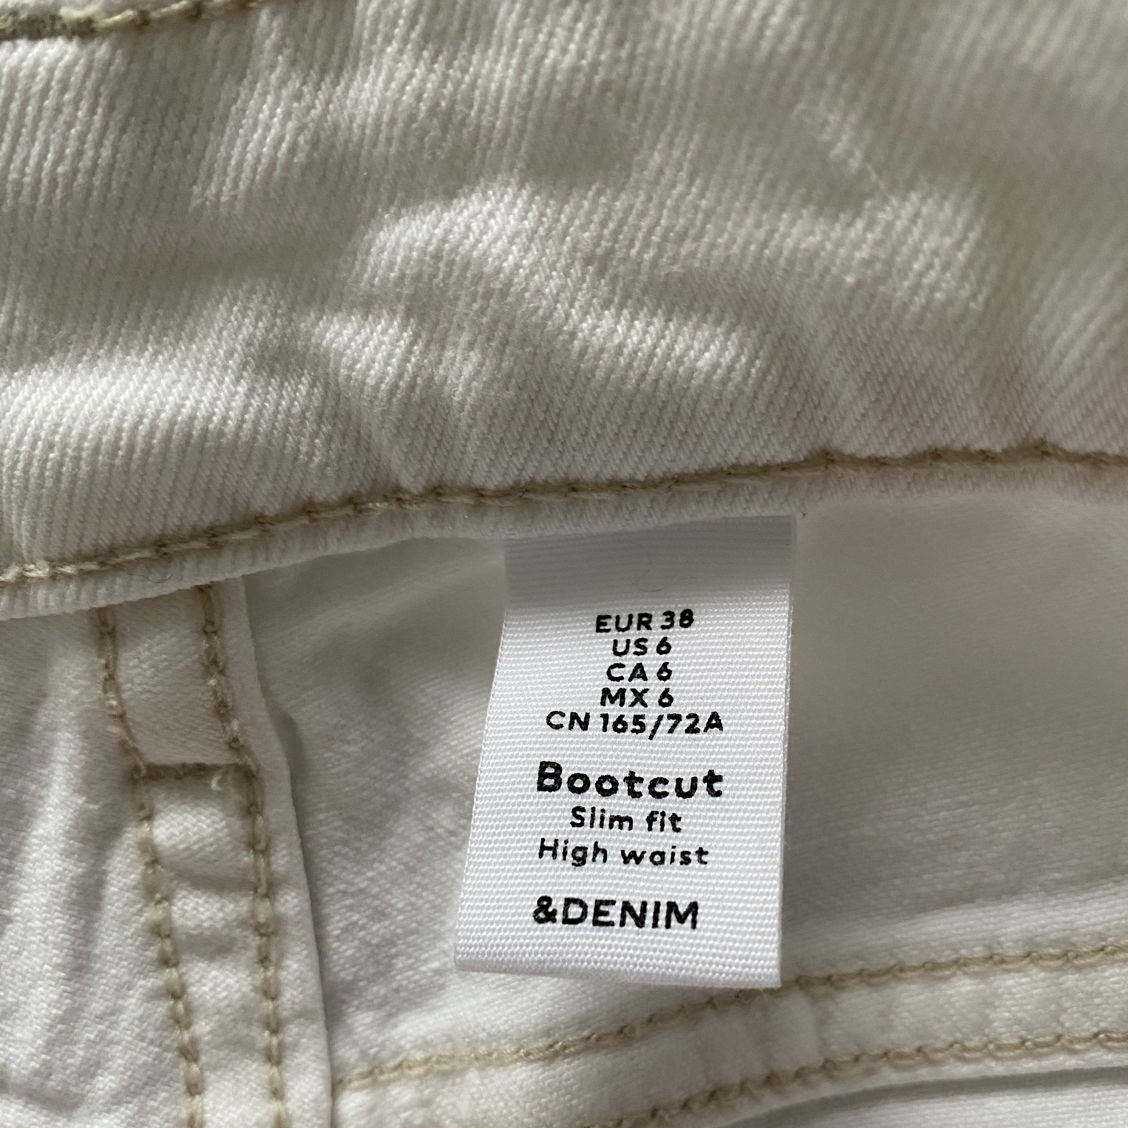 EUR 38
US 6
CA 6
MX 6
CN 165/72A
Bootcut
Slim fit
High waist
&DENIM